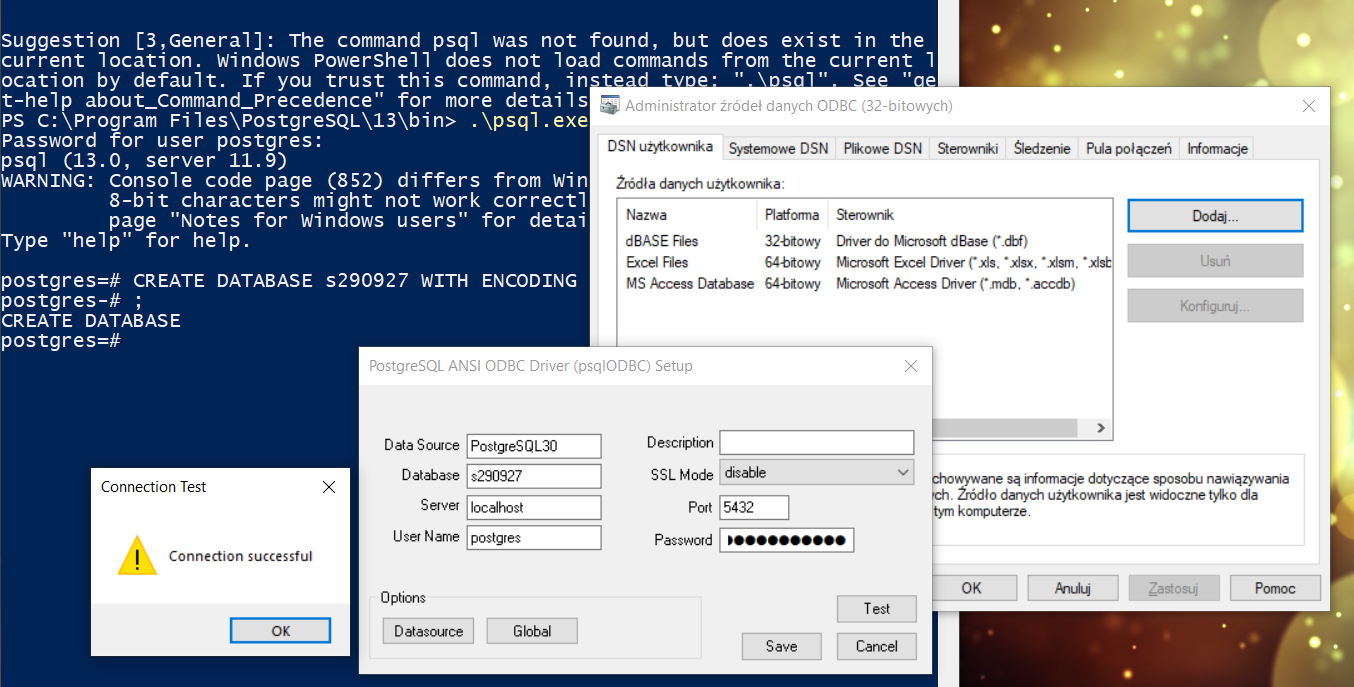 Suggestion [3,General]: The command psql was not found, but does exist in the
current location. Windows PowerShell does not load commands from the current l
ocation by default. If you trust this command, instead type: ".\psql". See "ge
t-help about_Command_Precedence" for more details
PS C:\Program Files\PostgreSQL\13\bin> .\psql.exe
Password for user postgres:
psql (13.0, server 11.9)
WARNING: Console code page (852) differs from Win
8-bit characters might not work correctl
page "Notes for Windows users" for detai
Type "help" for help.
postgres=# CREATE DATABASE s290927 WITH ENCODING
postgres-# ;
CREATE DATABASE
postgres=#
Administrator źródeł danych ODBC (32-bitowych)
DSN użytkownika Systemowe DSN Plikowe DSN Sterowniki Śledzenie Pula połączeń Informacje
Źródła danych użytkownika:
Nazwa Platforma Sterownik
dBASE Files 32-bitowy Driver do Microsoft dBase (*.dbf)
Excel Files 64-bitowy Microsoft Excel Driver (*.xls, *.xlsx, *.xlsm, *.xlsb
MS Access Database 64-bitowy Microsoft Access Driver (*.mdb, *.accdb)
Dodaj...
Usuń
Konfiguruj...
chowywane są informacje dotyczące sposobu nawiązywania
ych. Źródło danych użytkownika jest widoczne tylko dla
tym komputerze.
OK Anuluj Zastosuj Pomoc
PostgreSQL ANSI ODBC Driver (psqlODBC) Setup
Data Source PostgreSQL30 Description
Database s290927 SSL Mode disable
Server localhost Port 5432
User Name postgres Password
Options
Datasource Global
Test
Save Cancel
Connection Test
Connection successful
OK